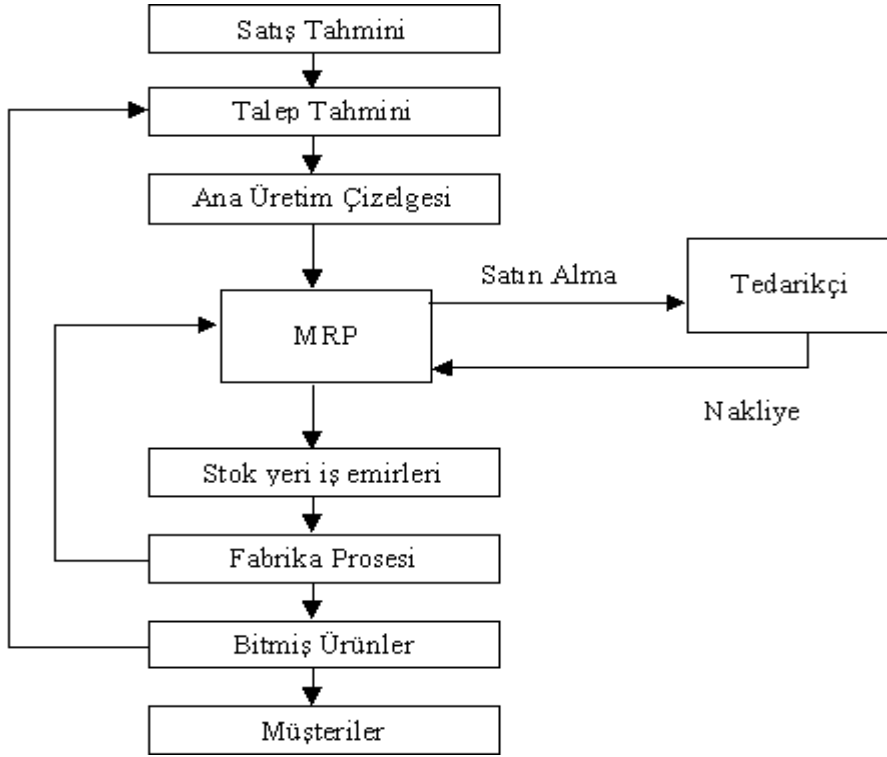 Satış Tahmini
Talep Tahmini
Ana Üretim Çizelgesi
Satın Alma
Tedarikçi
MRP
Nakliye
Stok yeri iş emirleri
Fabrika Prosesi
Bitmiş Ürünler
Müşteriler